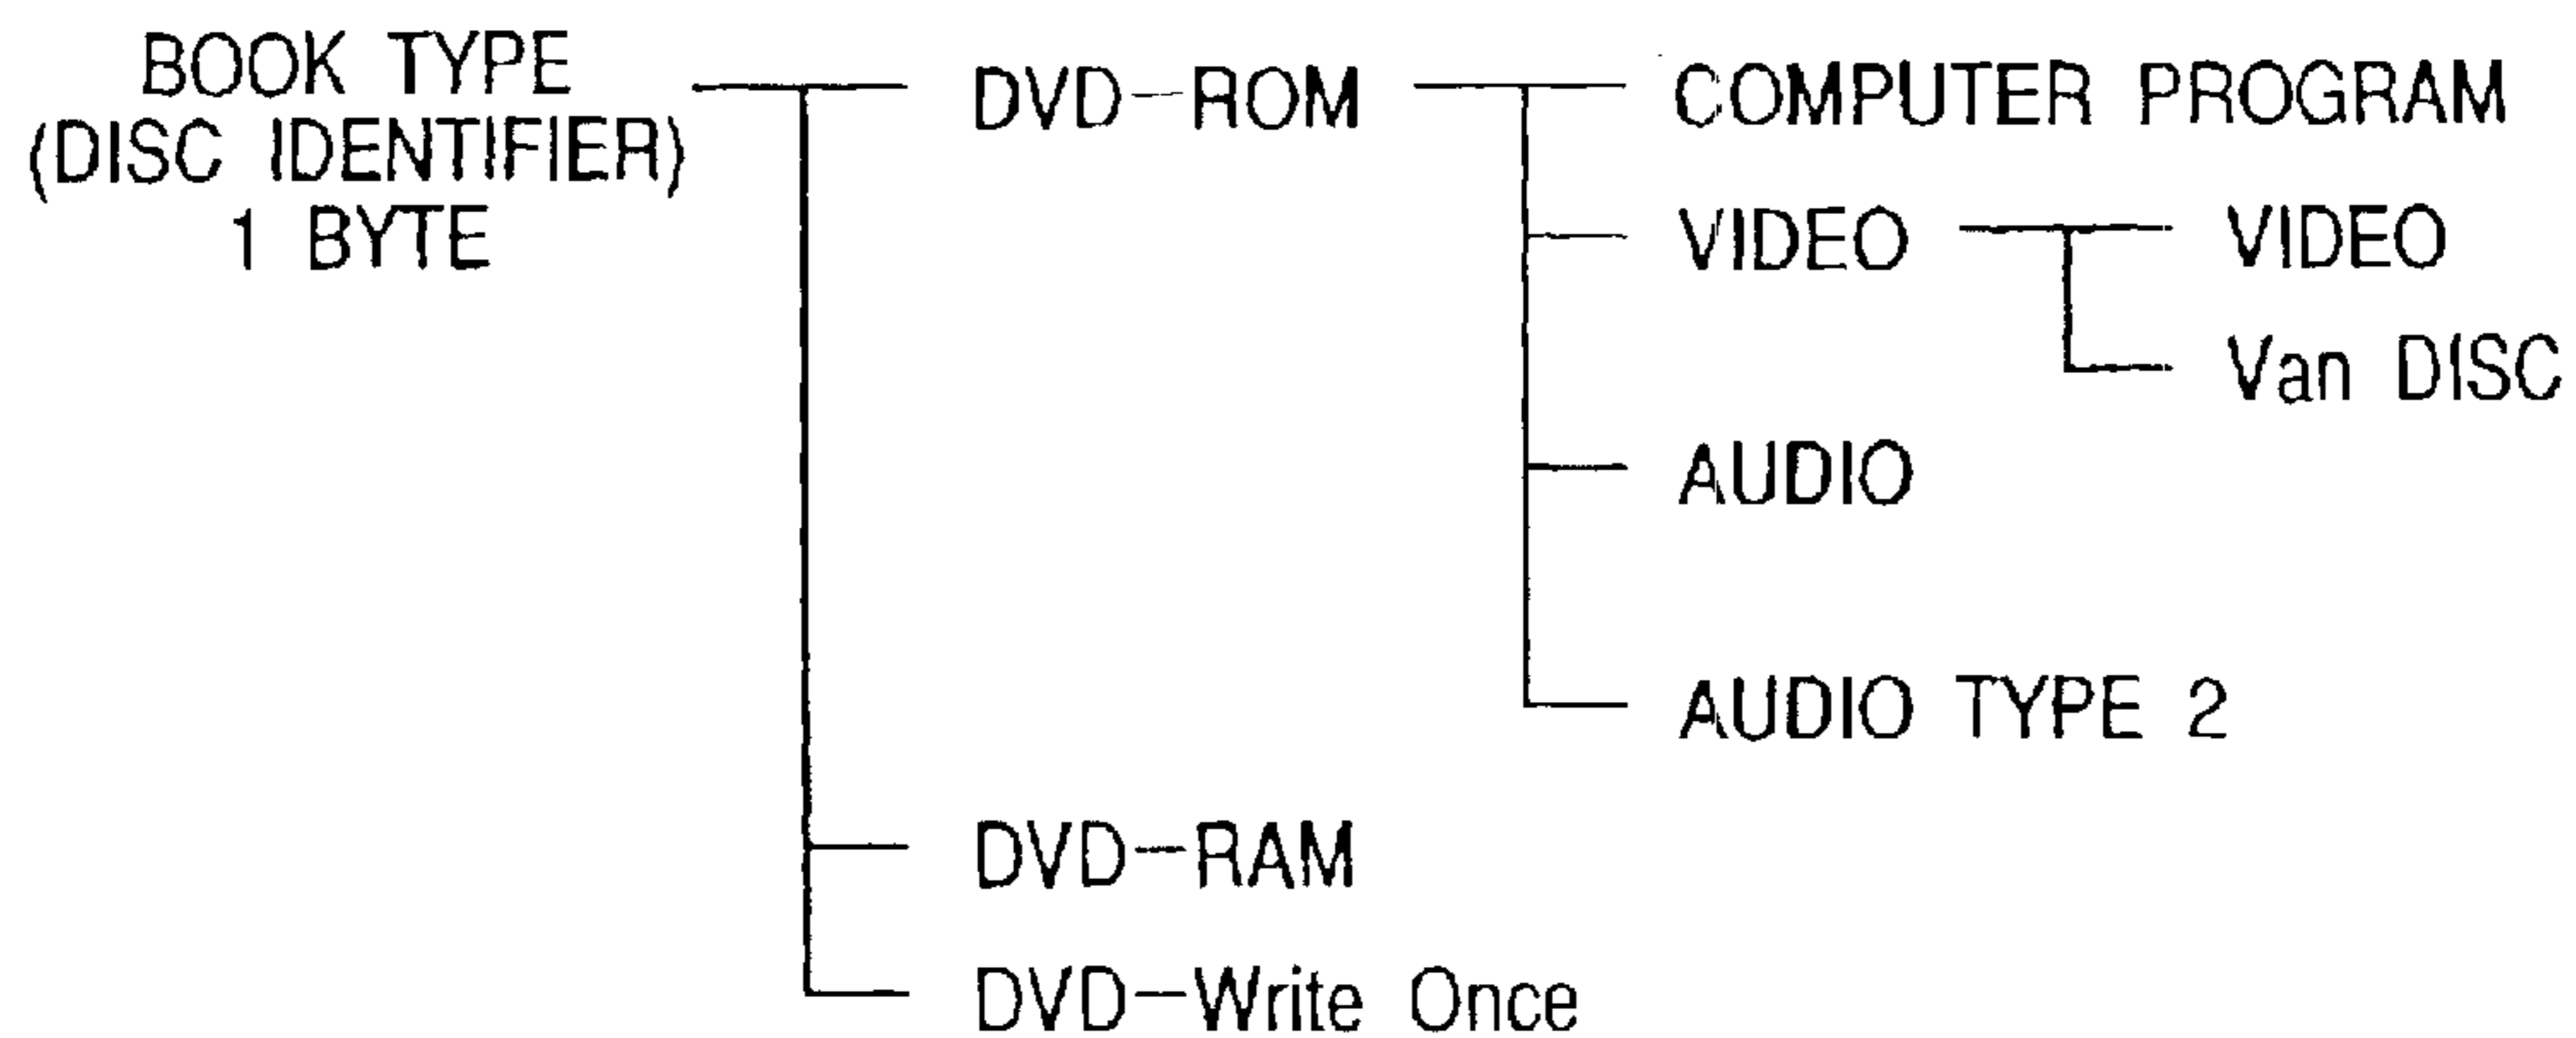 BOOK TYPE
(DISC IDENTIFIER)
1 BYTE
DVD-ROM
COMPUTER PROGRAM
VIDEO
VIDEO
Van DISC
AUDIO
AUDIO TYPE 2
DVD-RAM
DVD-Write Once